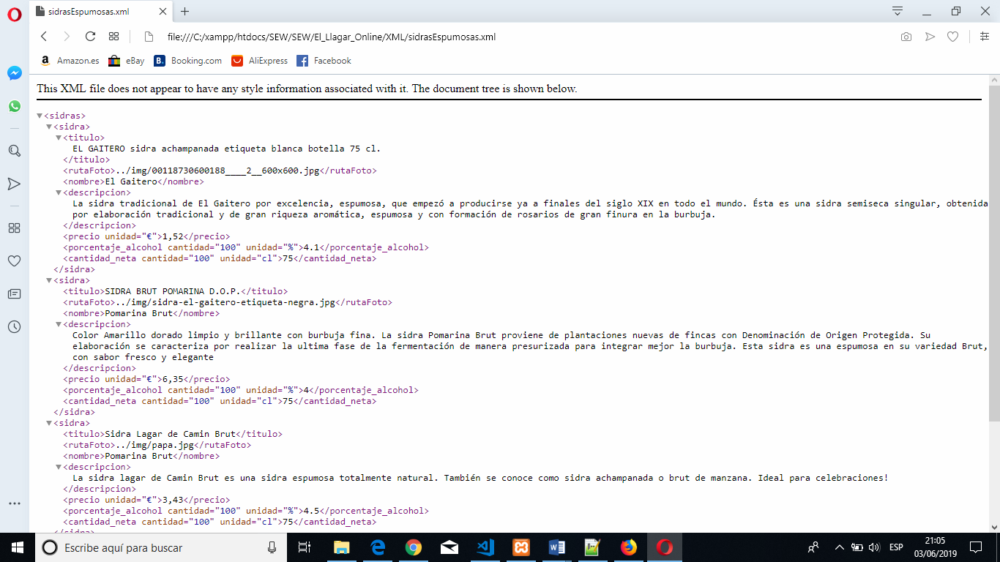 sidrasEspumosas.xml
file:///C:/xampp/htdocs/SEW/SEW/El_Llagar_Online/XML/sidrasEspumosas.xml
a Amazon.es eBay B. Booking.com AliExpress Facebook
This XML file does not appear to have any style information associated with it. The document tree is shown below.
<sidras>
<sidra>
<titulo>
EL GAITERO sidra achampanada etiqueta blanca botella 75 cl.
</titulo>
<rutaFoto>../img/00118730600188____2__600x600.jpg</rutaFoto>
<nombre>El Gaitero</nombre>
<descripcion>
La sidra tradicional de El Gaitero por excelencia, espumosa, que empezó a producirse ya a finales del siglo XIX en todo el mundo. Ésta es una sidra semiseca singular, obtenida
por elaboración tradicional y de gran riqueza aromática, espumosa y con formación de rosarios de gran finura en la burbuja.
</descripcion>
<precio unidad="€">1,52</precio>
<porcentaje_alcohol cantidad="100" unidad="%">4.1</porcentaje_alcohol>
<cantidad_neta cantidad="100" unidad="cl">75</cantidad_neta>
</sidra>
<sidra>
<titulo>SIDRA BRUT POMARINA D.O.P.</titulo>
<rutaFoto>../img/sidra-el-gaitero-etiqueta-negra.jpg</rutaFoto>
<nombre>Pomarina Brut</nombre>
<descripcion>
Color Amarillo dorado limpio y brillante con burbuja fina. La sidra Pomarina Brut proviene de plantaciones nuevas de fincas con Denominación de Origen Protegida. Su
elaboración se caracteriza por realizar la ultima fase de la fermentación de manera presurizada para integrar mejor la burbuja. Esta sidra es una espumosa en su variedad Brut,
con sabor fresco y elegante
</descripcion>
<precio unidad="€">6,35</precio>
<porcentaje_alcohol cantidad="100" unidad="%">4</porcentaje_alcohol>
<cantidad_neta cantidad="100" unidad="cl">75</cantidad_neta>
</sidra>
<sidra>
<titulo>Sidra Lagar de Camin Brut</titulo>
<rutaFoto>../img/papa.jpg</rutaFoto>
<nombre>Pomarina Brut</nombre>
<descripcion>
La sidra lagar de Camin Brut es una sidra espumosa totalmente natural. También se conoce como sidra achampanada o brut de manzana. Ideal para celebraciones!
</descripcion>
<precio unidad="€">3,43</precio>
<porcentaje_alcohol cantidad="100" unidad="%">4.5</porcentaje_alcohol>
<cantidad_neta cantidad="100" unidad="cl">75</cantidad_neta>
</sidra>
Escribe aquí para buscar
ESP
21:05
03/06/2019